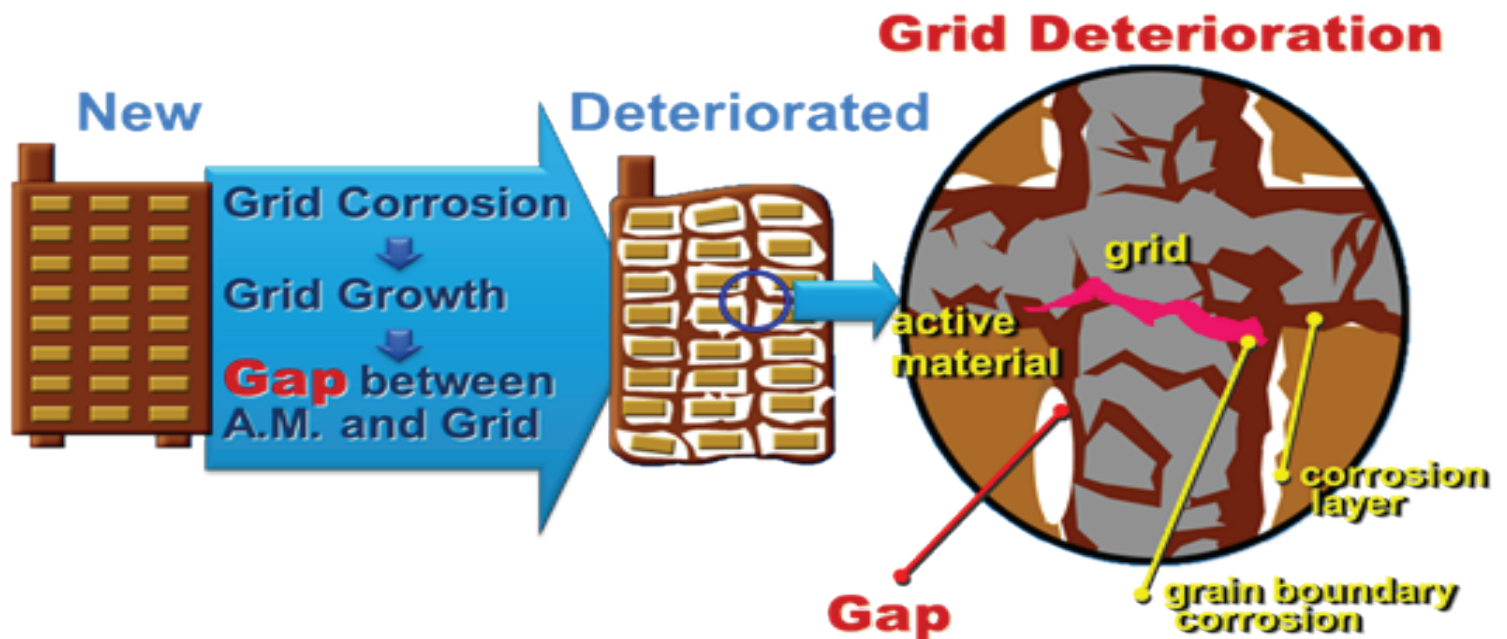 Grid Deterioration
New
Deteriorated
Grid Corrosion
Grid Growth
Gap between
A.M. and Grid
grid
active
material
corrosion
layer
grain boundary
corrosion
Gap